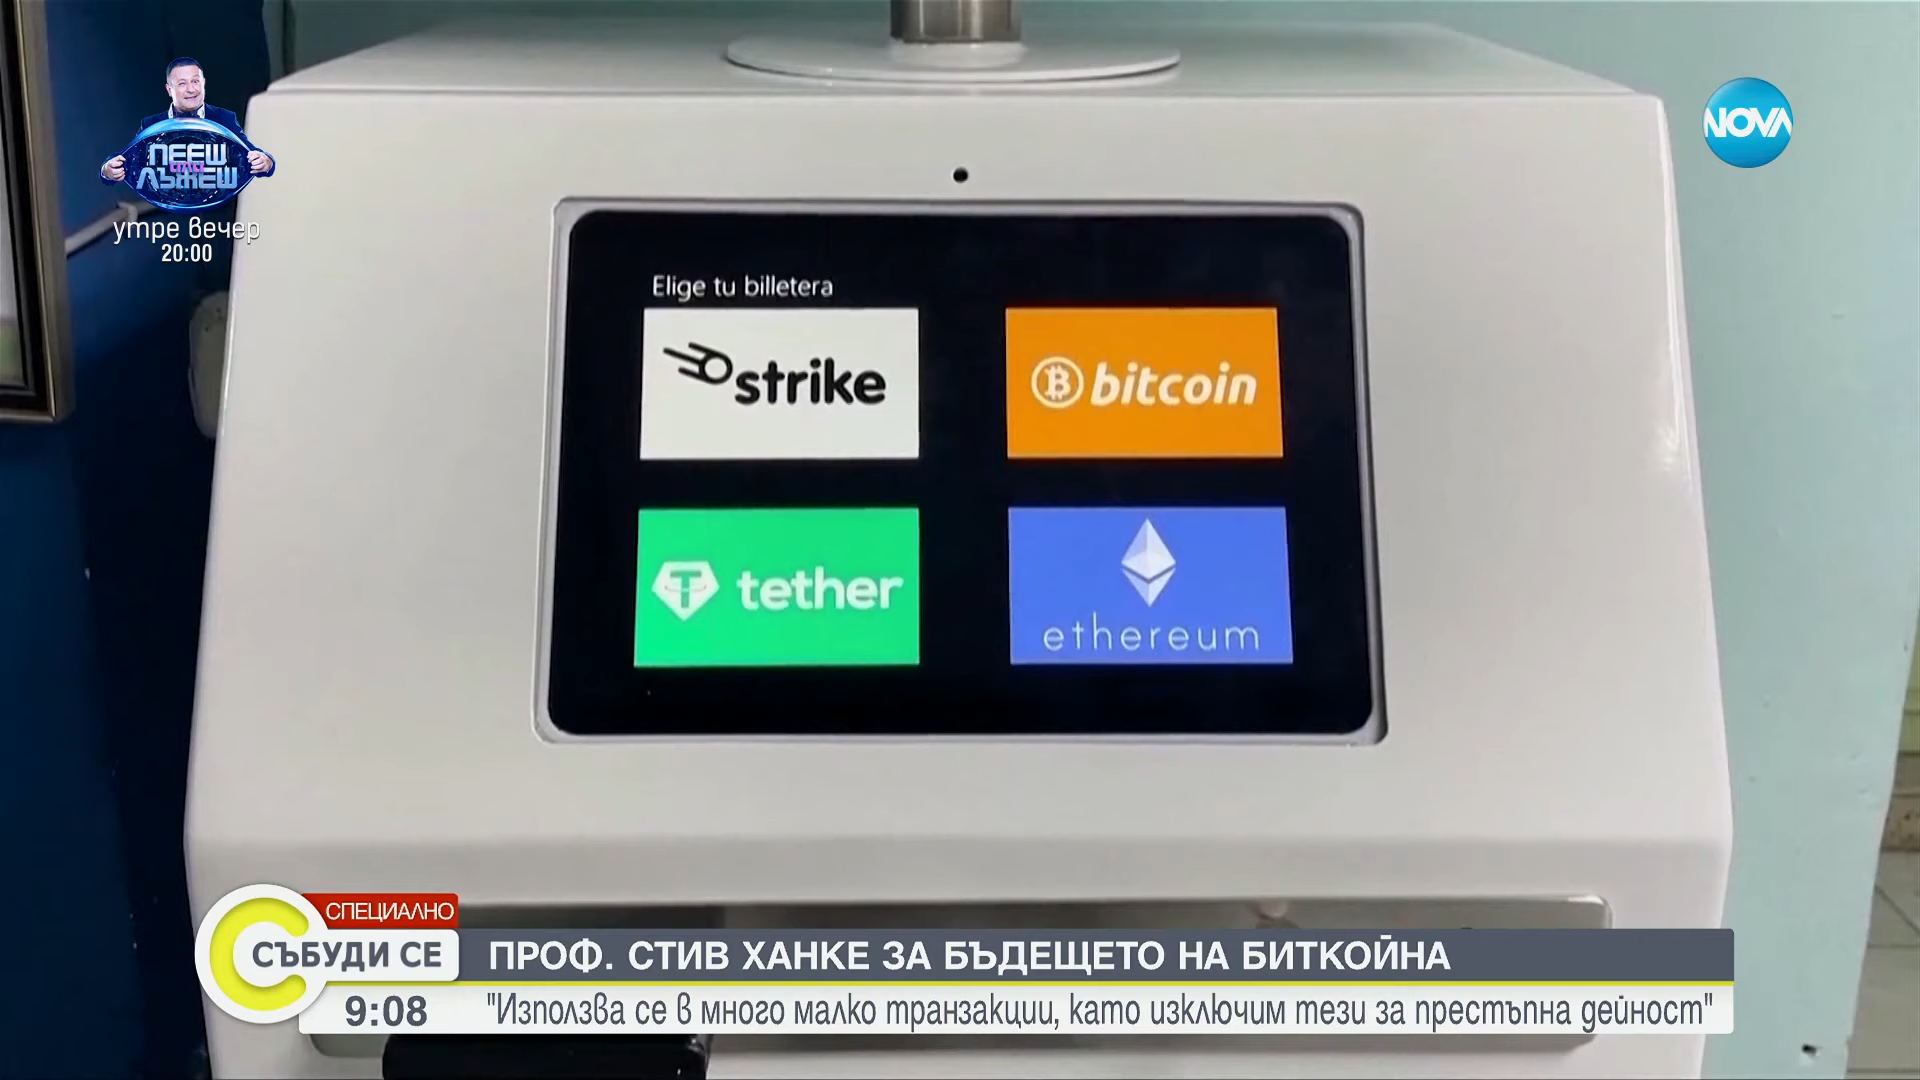 ПЕЕШ
ИЛИ
ЛЪЖЕШ
утре вечер
20:00
NOVA
Elige tu billetera
strike
bitcoin
tether
ethereum
СПЕЦИАЛНО
СЪБУДИ СЕ
9:08
ПРОФ. СТИВ ХАНКЕ ЗА БЪДЕЩЕТО НА БИТКОЙНА
"Използва се в много малко транзакции, като изключим тези за престъпна дейност"